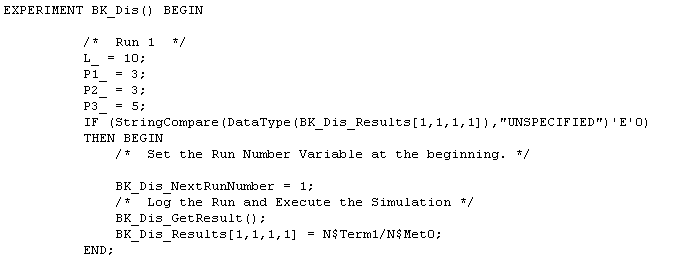 EXPERIMENT BK_Dis() BEGIN
/* Run 1 */
L_ = 10;
P1_ = 3;
P2_ = 3;
P3_ = 5;
IF (StringCompare(DataType(BK_Dis_Results[1,1,1,1]),"UNSPECIFIED")'E'0)
THEN BEGIN
/* Set the Run Number Variable at the beginning. */
BK_Dis_NextRunNumber = 1;
/* Log the Run and Execute the Simulation */
BK_Dis_GetResult();
BK_Dis_Results[1,1,1,1] = N$Term1/N$Met0;
END;